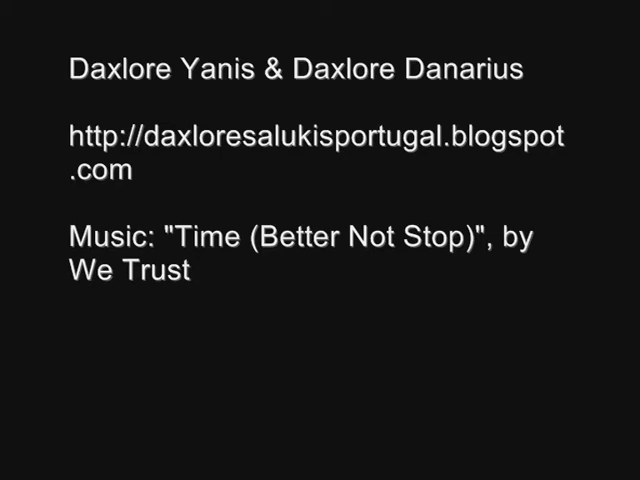 Daxlore Yanis & Daxlore Danarius
http://daxloresalukisportugal.blogspot
.com
Music: "Time (Better Not Stop)", by
We Trust